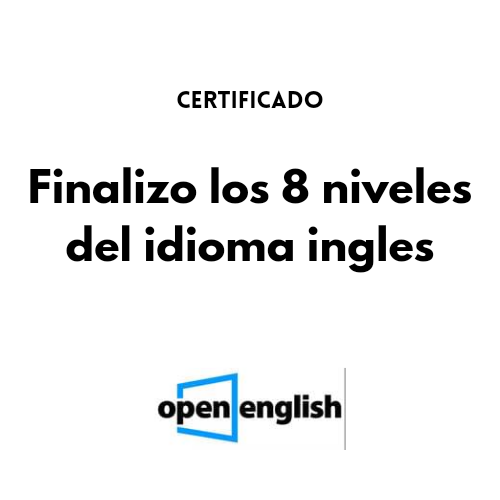 CERTIFICADO
Finalizo los 8 niveles
del idioma ingles
open english